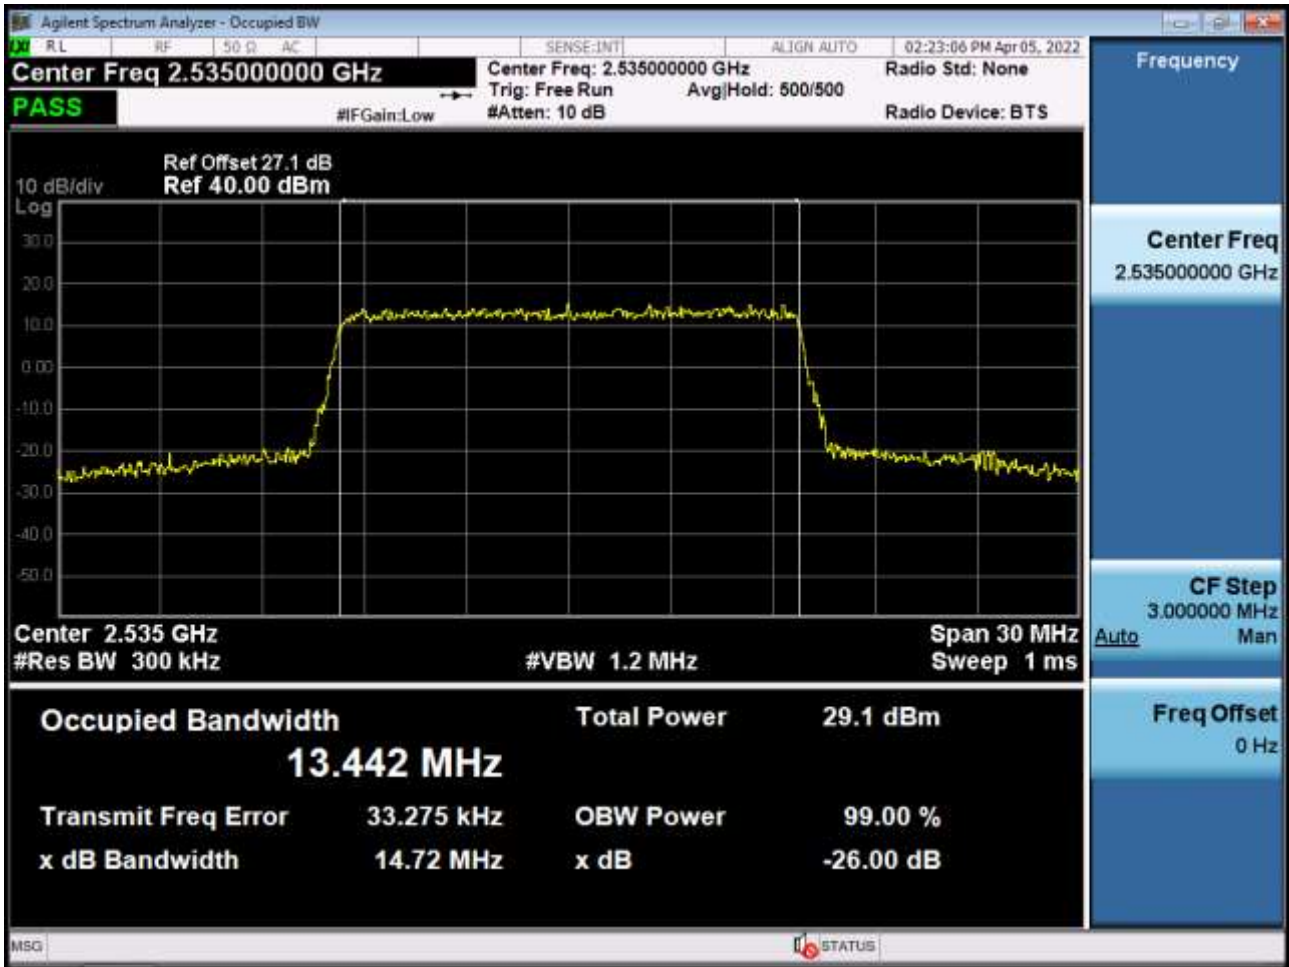 Agilent Spectrum Analyzer - Occupied BW
LXI RL RF 50 Ω AC SENSE:INT ALIGN AUTO 02:23:06 PM Apr 05, 2022
Center Freq 2.535000000 GHz
PASS
#IFGain:Low
Center Freq: 2.535000000 GHz
Trig: Free Run Avg|Hold: 500/500
#Atten: 10 dB
Radio Std: None
Radio Device: BTS
Ref Offset 27.1 dB
10 dB/div Ref 40.00 dBm
Log
30.0
20.0
10.0
0.00
-10.0
-20.0
-30.0
-40.0
-50.0
Center 2.535 GHz Span 30 MHz
#Res BW 300 kHz #VBW 1.2 MHz Sweep 1 ms
Occupied Bandwidth Total Power 29.1 dBm
13.442 MHz
Transmit Freq Error 33.275 kHz OBW Power 99.00 %
x dB Bandwidth 14.72 MHz x dB -26.00 dB
MSG STATUS
Frequency
Center Freq
2.535000000 GHz
CF Step
3.000000 MHz
Auto Man
Freq Offset
0 Hz